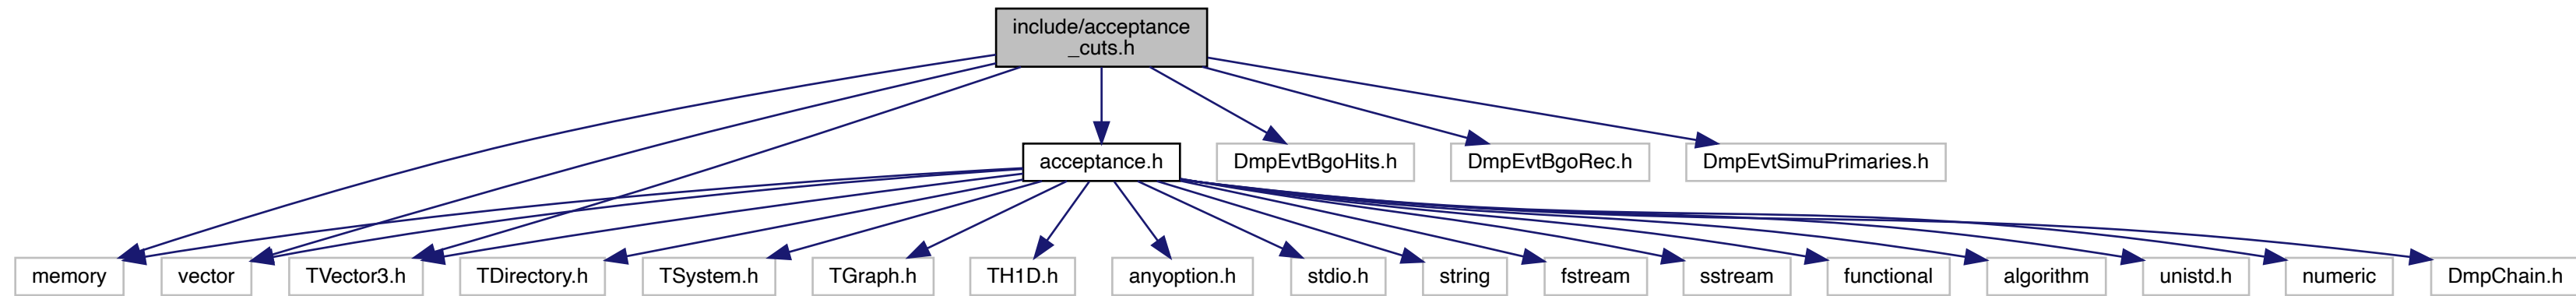 include/acceptance
_cuts.h
acceptance.h
DmpEvtBgoHits.h
DmpEvtBgoRec.h
DmpEvtSimuPrimaries.h
memory
vector
TVector3.h
TDirectory.h
TSystem.h
TGraph.h
TH1D.h
anyoption.h
stdio.h
string
fstream
sstream
functional
algorithm
unistd.h
numeric
DmpChain.h